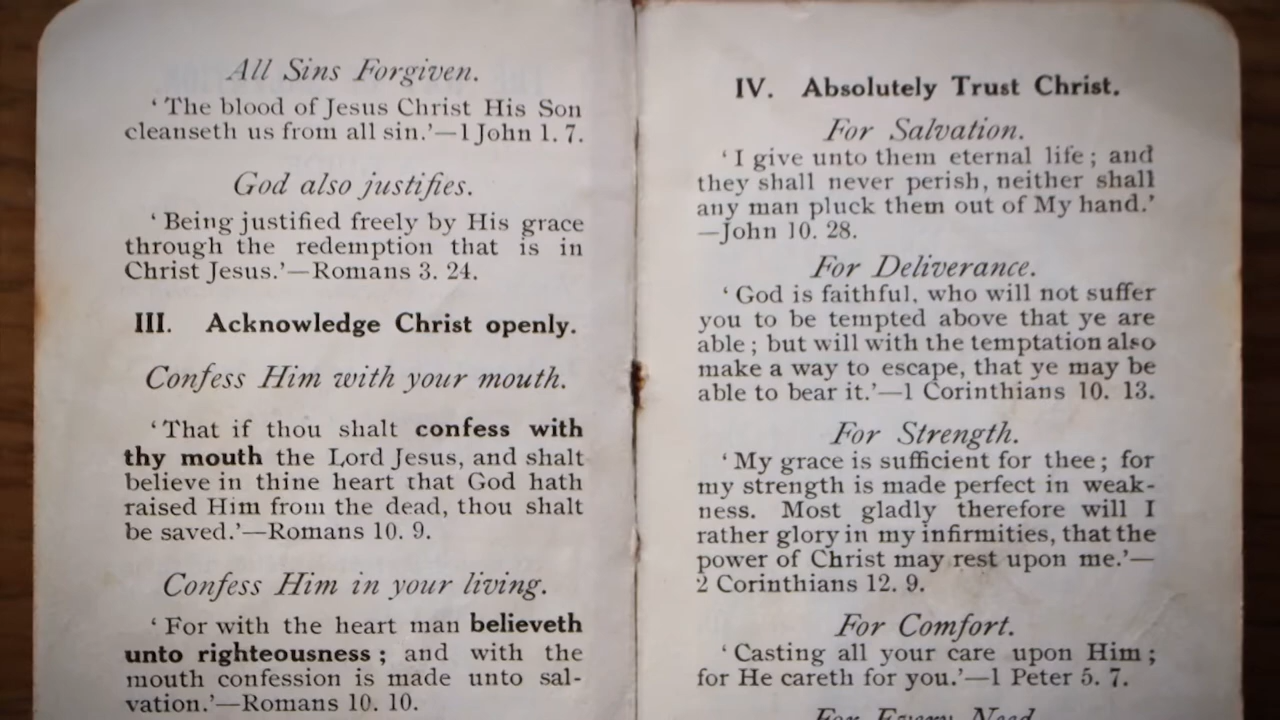 All Sins Forgiven.
‘ The blood of Jesus Christ His Son
cleanseth us from all sin.’—1 John 1. 7.
God also justifies.
‘ Being justified freely by His grace
through the redemption that is in
Christ Jesus.’—Romans 3. 24.
III. Acknowledge Christ openly.
Confess Him with your mouth.
‘ That if thou shalt confess with
thy mouth the Lord Jesus, and shalt
believe in thine heart that God hath
raised Him from the dead, thou shalt
be saved.’—Romans 10. 9.
Confess Him in your living.
‘ For with the heart man believeth
unto righteousness ; and with the
mouth confession is made unto sal-
vation.’—Romans 10. 10.
IV. Absolutely Trust Christ.
For Salvation.
‘ I give unto them eternal life ; and
they shall never perish, neither shall
any man pluck them out of My hand.’
—John 10. 28.
For Deliverance.
‘ God is faithful, who will not suffer
you to be tempted above that ye are
able ; but will with the temptation also
make a way to escape, that ye may be
able to bear it.’—1 Corinthians 10. 13.
For Strength.
‘ My grace is sufficient for thee ; for
my strength is made perfect in weak-
ness. Most gladly therefore will I
rather glory in my infirmities, that the
power of Christ may rest upon me.’—
2 Corinthians 12. 9.
For Comfort.
‘ Casting all your care upon Him ;
for He careth for you.’—1 Peter 5. 7.
For Every Need.